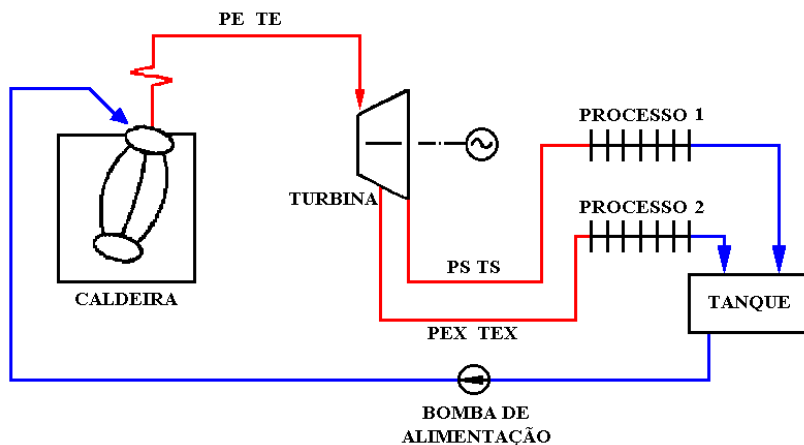 PE TE
PROCESSO 1
TURBINA
PROCESSO 2
PS TS
CALDEIRA
TANQUE
PEX TEX
BOMBA DE
ALIMENTAÇÃO